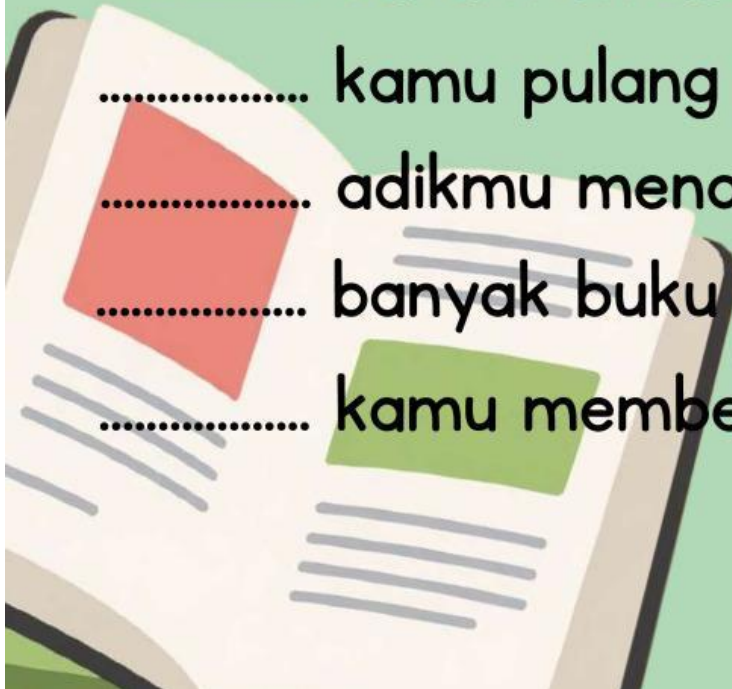 .................. kamu pulang
.................. adikmu
.................. banyak buku
.................. kamu